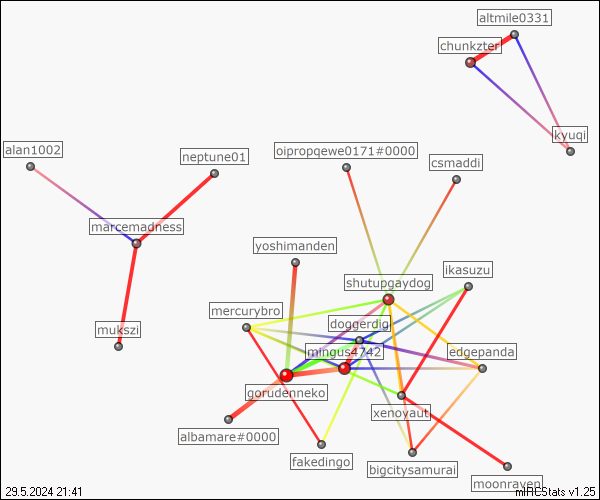 altmile0331
chunkzter
kyuqi
alan1002
neptune01
oipropqewe0171#0000
csmaddi
marcemadness
yoshimanden
ikasuzu
shutupgaydog
mercurybro
doggerdigi
mukszi
mingus4742
edgepanda
gorudenneko
xenoyaut
albamare#0000
fakedingo
bigcitysamurai
moonraven
29.5.2024 21:41
mIRCStats v1.25